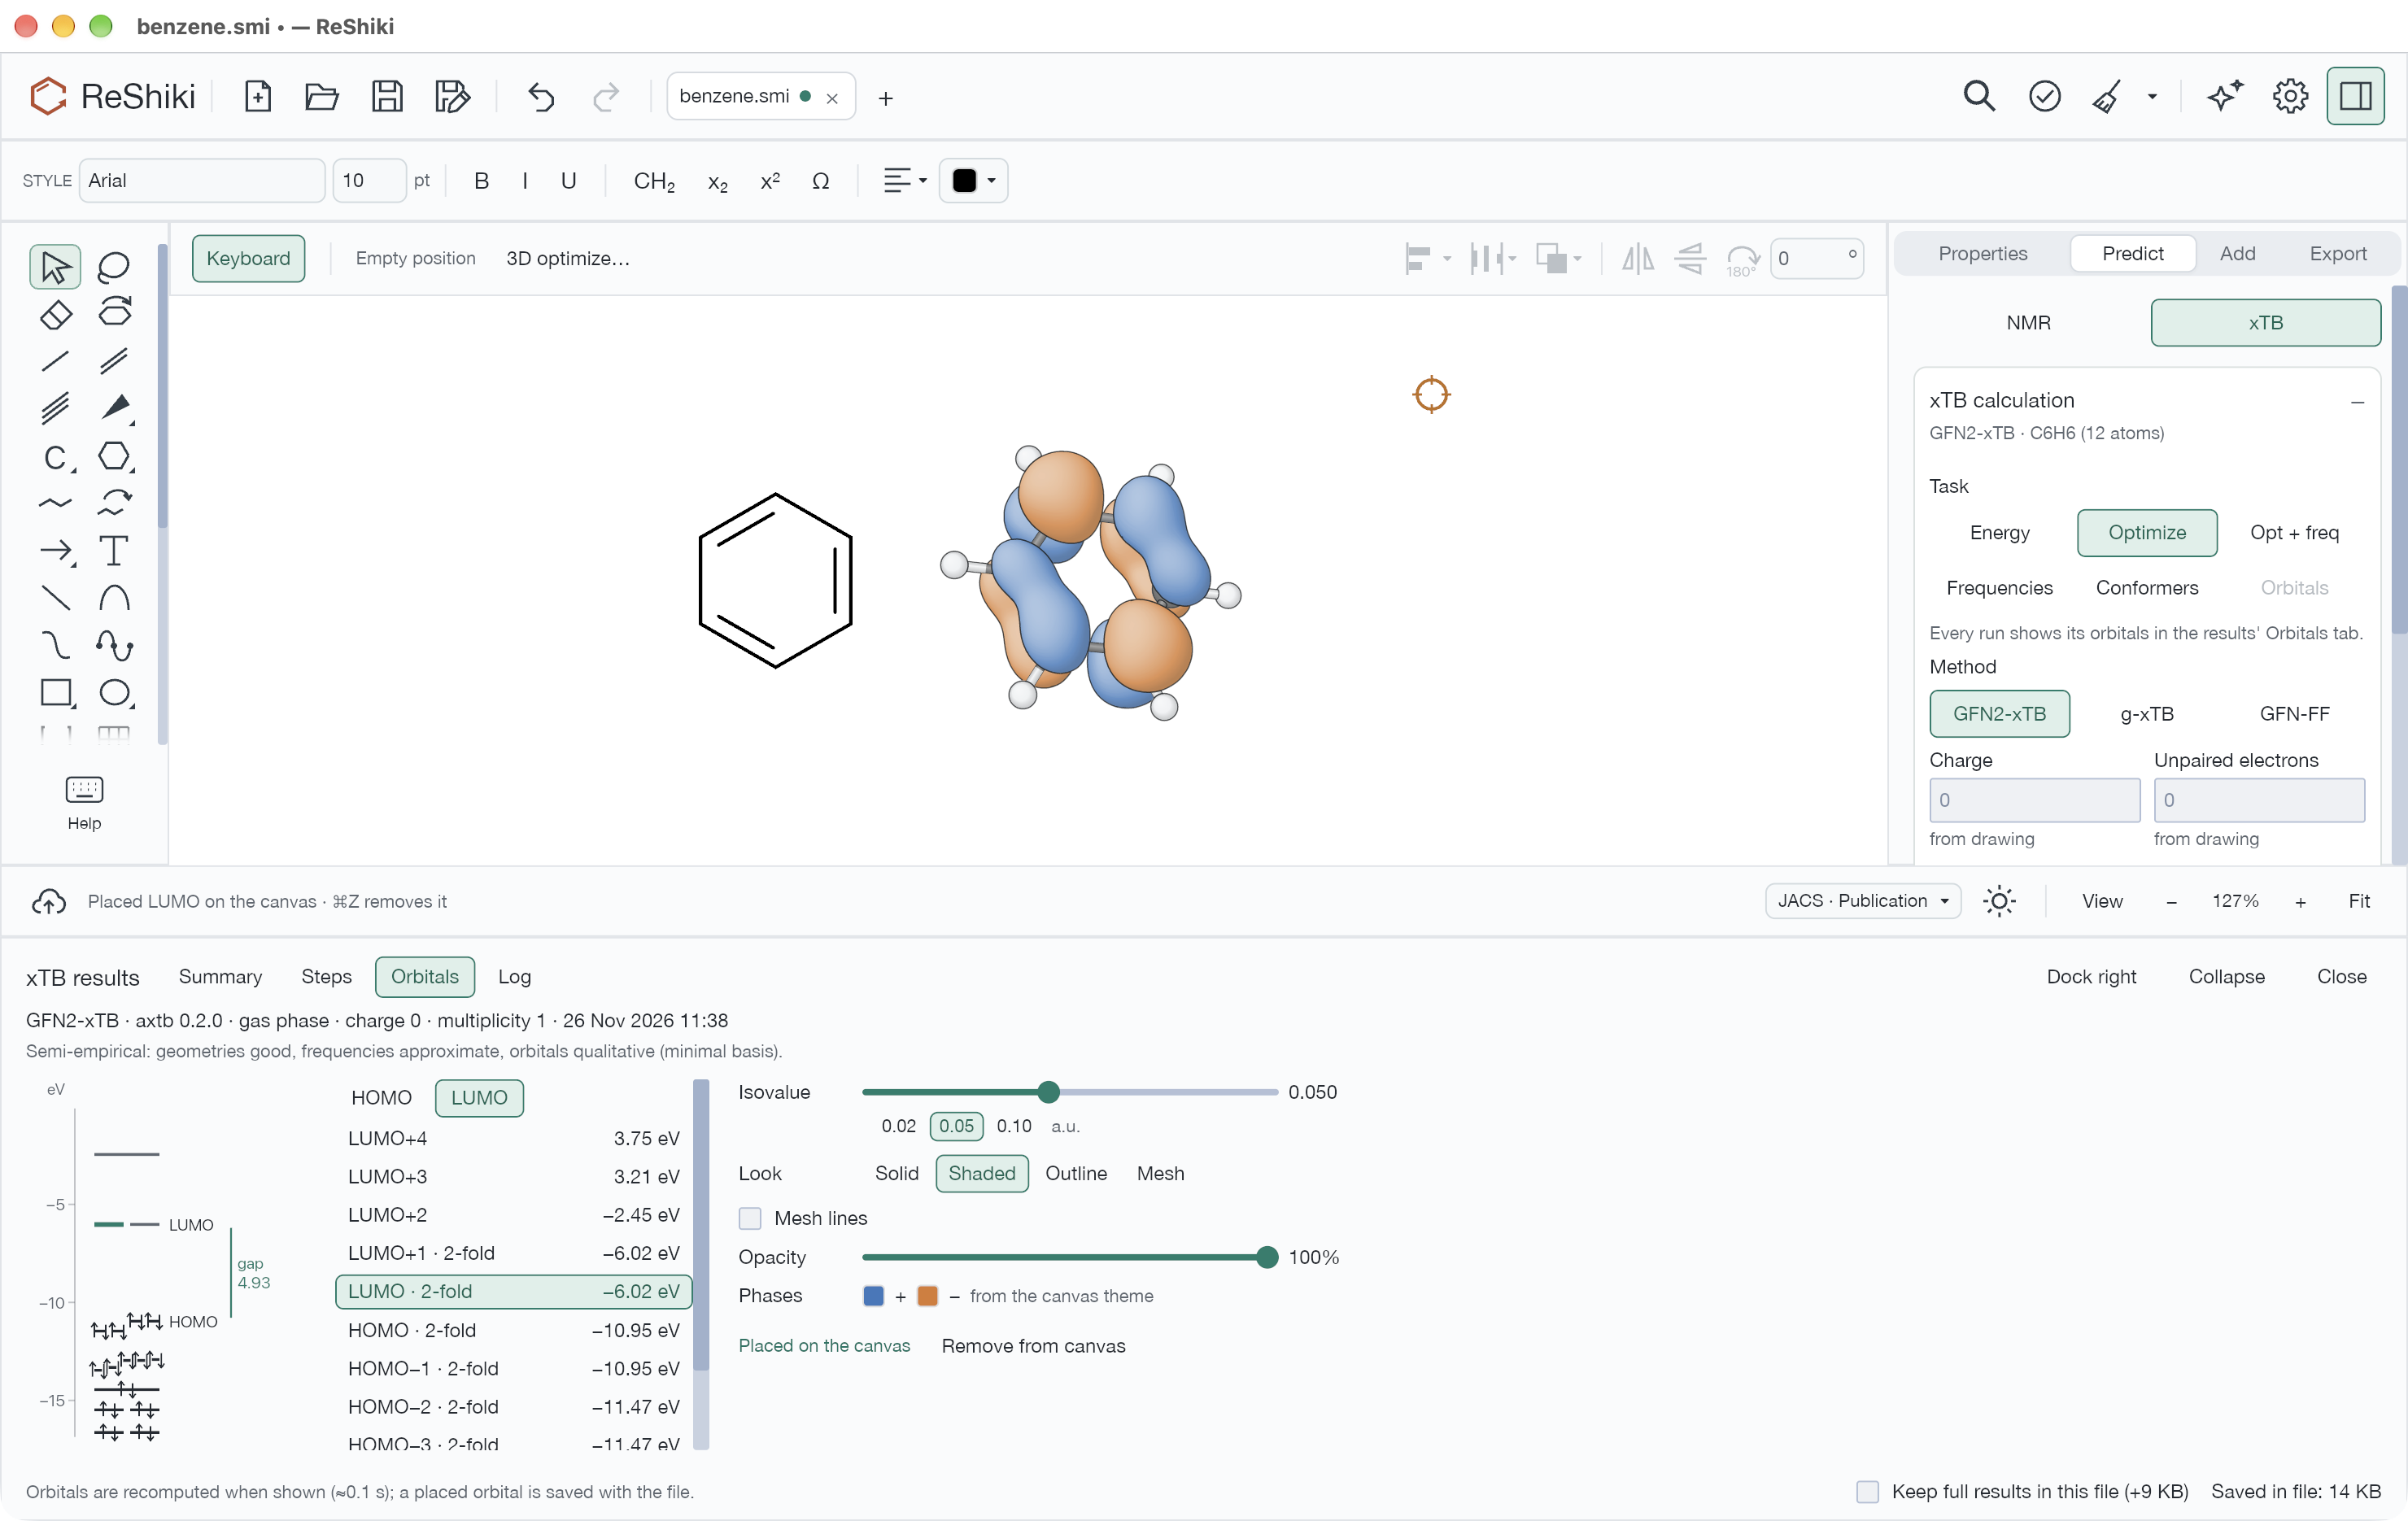 benzene.smi • — ReShiki
ReShiki
benzene.smi
STYLE Arial 10 pt B I U CH₂ x₂ x² Ω
Keyboard Empty position 3D optimize... 180° 0 °
Properties Predict Add Export
NMR xTB
xTB calculation
GFN2-xTB · C6H6 (12 atoms)
Task
Energy Optimize Opt + freq
Frequencies Conformers Orbitals
Every run shows its orbitals in the results' Orbitals tab.
Method
GFN2-xTB g-xTB GFN-FF
Charge Unpaired electrons
0 0
from drawing from drawing
C
T
Help
Placed LUMO on the canvas · ⌘Z removes it
JACS · Publication View − 127% + Fit
xTB results Summary Steps Orbitals Log Dock right Collapse Close
GFN2-xTB · axtb 0.2.0 · gas phase · charge 0 · multiplicity 1 · 26 Nov 2026 11:38
Semi-empirical: geometries good, frequencies approximate, orbitals qualitative (minimal basis).
eV
−5
−10
−15
LUMO
gap
4.93
HOMO
HOMO LUMO
LUMO+4 3.75 eV
LUMO+3 3.21 eV
LUMO+2 −2.45 eV
LUMO+1 · 2-fold −6.02 eV
LUMO · 2-fold −6.02 eV
HOMO · 2-fold −10.95 eV
HOMO−1 · 2-fold −10.95 eV
HOMO−2 · 2-fold −11.47 eV
HOMO−3 · 2-fold −11.47 eV
Isovalue 0.050
0.02 0.05 0.10 a.u.
Look Solid Shaded Outline Mesh
Mesh lines
Opacity 100%
Phases + − from the canvas theme
Placed on the canvas Remove from canvas
Orbitals are recomputed when shown (≈0.1 s); a placed orbital is saved with the file.
Keep full results in this file (+9 KB) Saved in file: 14 KB